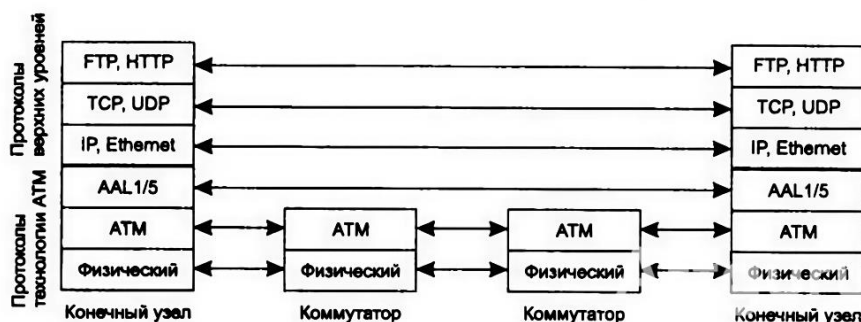 Протоколы
верхних уровней
Протоколы
технологии ATM
FTP, HTTP
FTP, HTTP
TCP, UDP
TCP, UDP
IP, Ethernet
IP, Ethernet
AAL1/5
AAL1/5
ATM
ATM
ATM
ATM
Физический
Физический
Физический
Физический
Конечный узел
Коммутатор
Коммутатор
Конечный узел